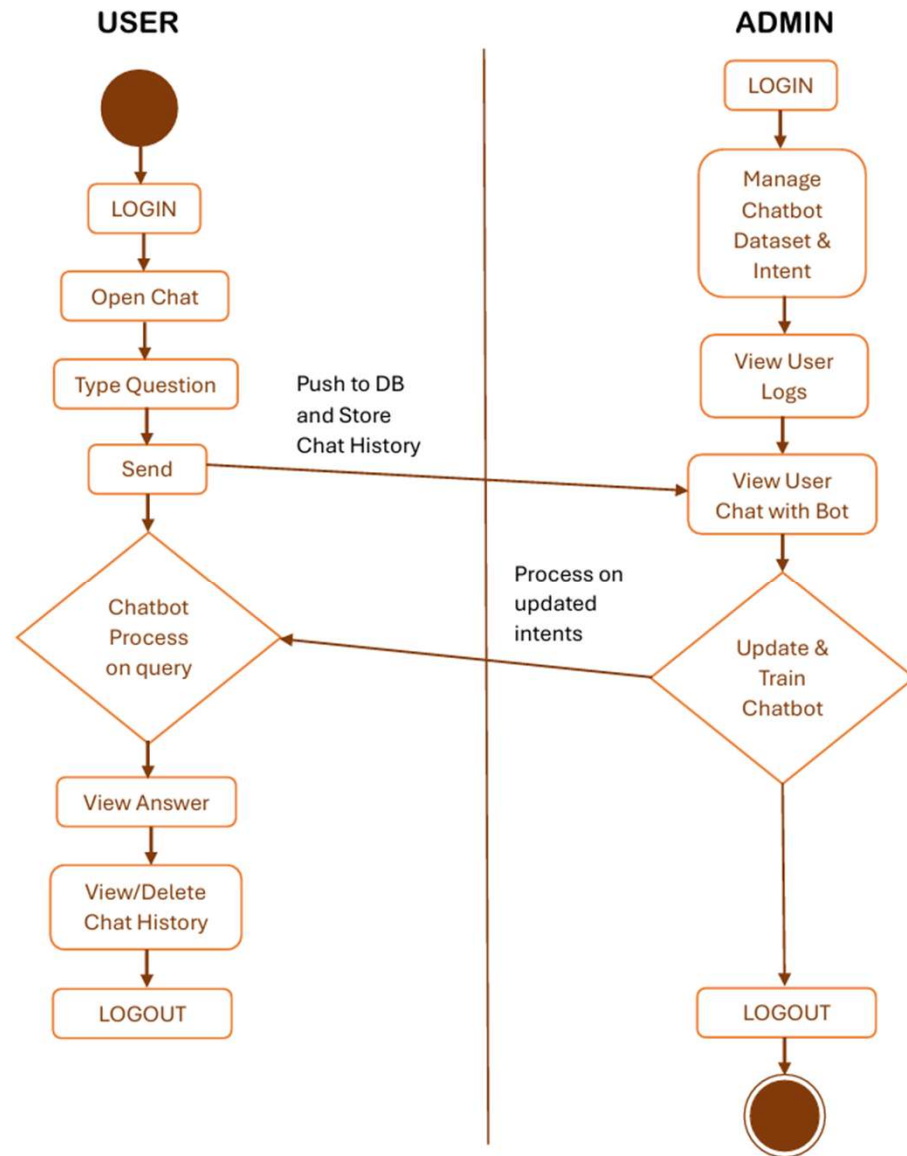 USER
LOGIN
Open Chat
Type Question
Send
Chatbot
Process
on query
View Answer
View/Delete
Chat History
LOGOUT
Push to DB
and Store
Chat History
Process on
updated
intents
ADMIN
LOGIN
Manage
Chatbot
Dataset &
Intent
View User
Logs
View User
Chat with Bot
Update &
Train
Chatbot
LOGOUT